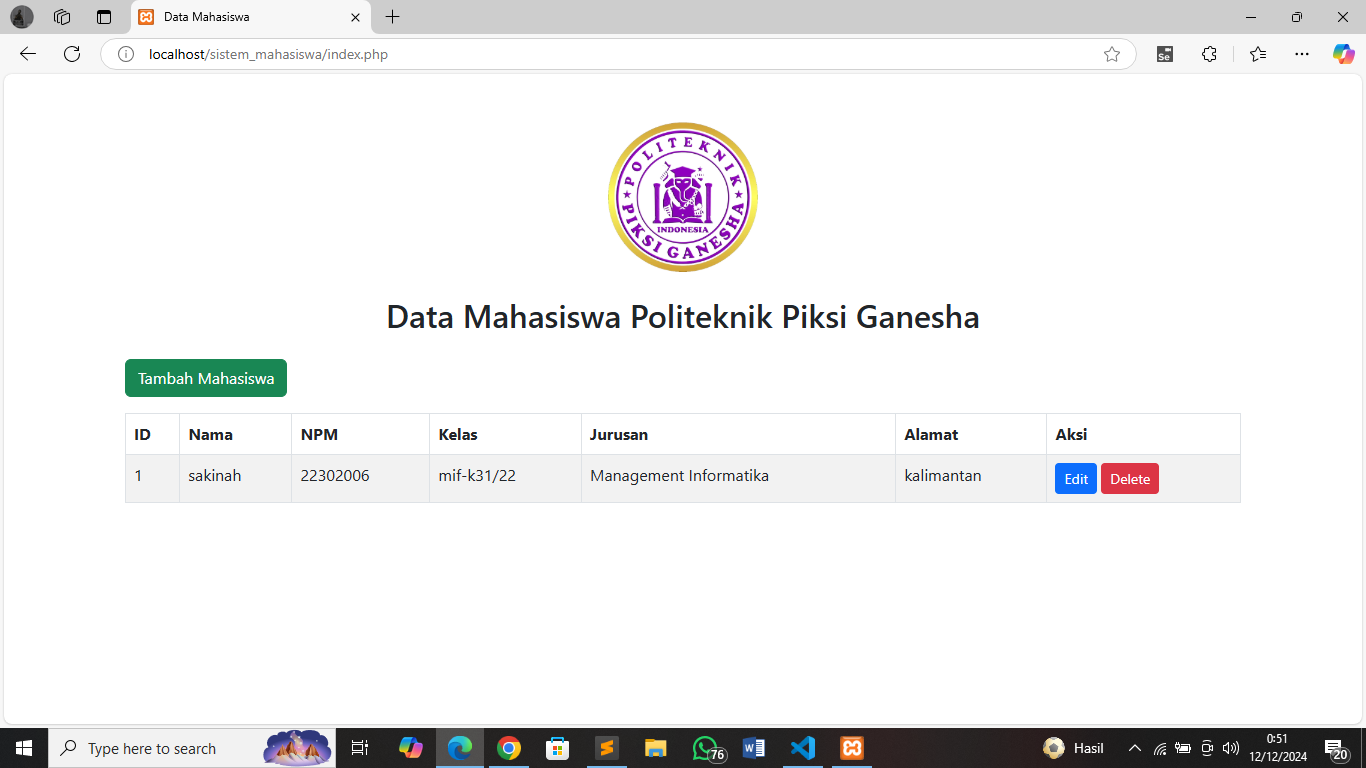 Data Mahasiswa
localhost/sistem_mahasiswa/index.php
Se
POLITEKNIK
INDONESIA
PIKSI GANESHA
Data Mahasiswa Politeknik Piksi Ganesha
Tambah Mahasiswa
ID Nama NPM Kelas Jurusan Alamat Aksi
1 sakinah 22302006 mif-k31/22 Management Informatika kalimantan Edit Delete
Type here to search 76 Hasil 0:51
12/12/2024 20